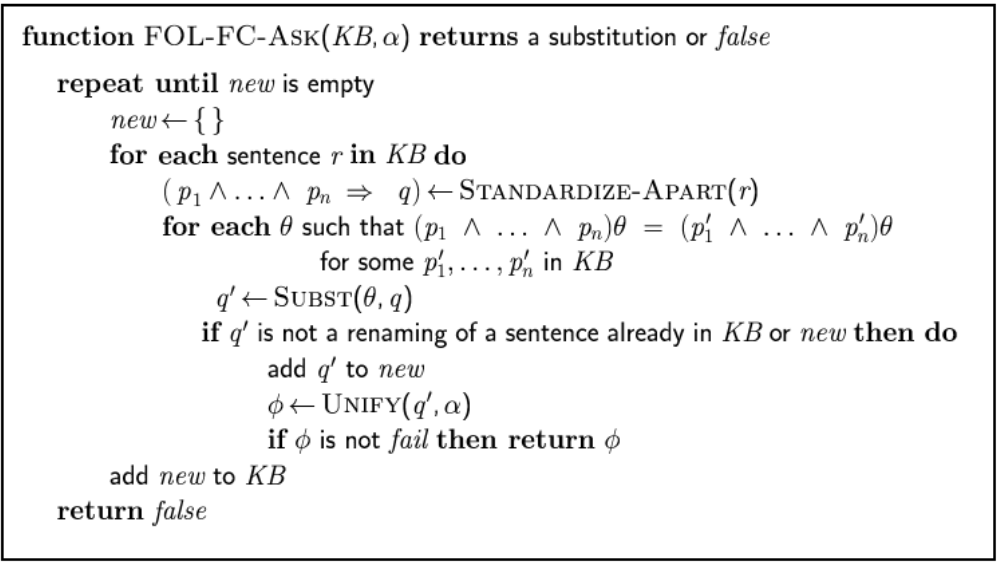 function FOL-FC-ASK(KB, α) returns a substitution or false
repeat until new is empty
new ← { }
for each sentence r in KB do
( p₁ ∧ … ∧ pₙ ⇒ q) ← STANDARDIZE-APART(r)
for each θ such that (p₁ ∧ … ∧ pₙ)θ = (p′₁ ∧ … ∧ p′ₙ)θ
for some p′₁, …, p′ₙ in KB
q′ ← SUBST(θ, q)
if q′ is not a renaming of a sentence already in KB or new then do
add q′ to new
ϕ ← UNIFY(q′, α)
if ϕ is not fail then return ϕ
add new to KB
return false